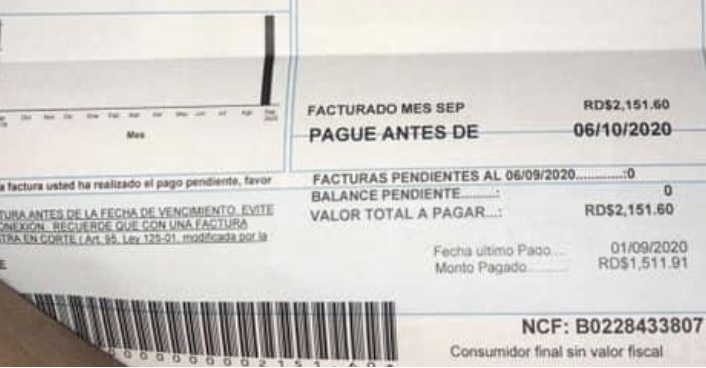 Mes
FACTURADO MES SEP RD$2,151.60
PAGUE ANTES DE 06/10/2020
a factura usted ha realizado el pago pendiente, favor
FACTURAS PENDIENTES AL 06/09/2020............:0
BALANCE PENDIENTE.........: 0
VALOR TOTAL A PAGAR...: RD$2,151.60
TURA ANTES DE LA FECHA DE VENCIMIENTO. EVITE
ONEXIÓN. RECUERDE QUE CON UNA FACTURA
TRA EN CORTE ( Art. 95. Ley 125-01, modificada por la
Fecha ultimo Pago.... 01/09/2020
Monto Pagado......... RD$1,511.91
NCF: B0228433807
Consumidor final sin valor fiscal